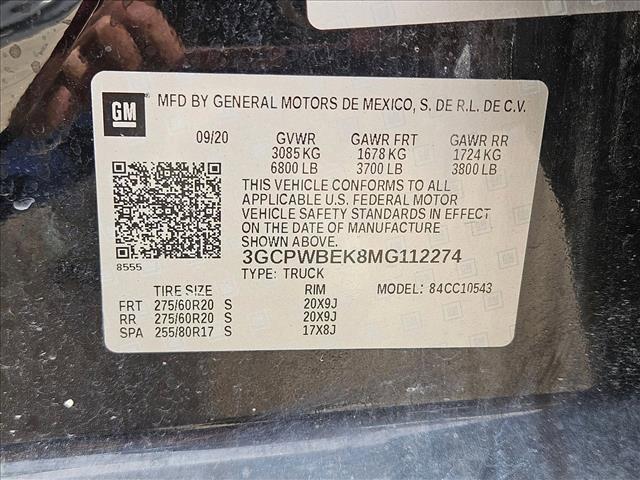 GM
MFD BY GENERAL MOTORS DE MEXICO, S. DE R.L. DE C.V.
09/20 GVWR GAWR FRT GAWR RR
3085 KG 1678 KG 1724 KG
6800 LB 3700 LB 3800 LB
THIS VEHICLE CONFORMS TO ALL
APPLICABLE U.S. FEDERAL MOTOR
VEHICLE SAFETY STANDARDS IN EFFECT
ON THE DATE OF MANUFACTURE
SHOWN ABOVE.
3GCPWBEK8MG112274
8555 TYPE: TRUCK
TIRE SIZE RIM MODEL: 84CC10543
FRT 275/60R20 S 20X9J
RR 275/60R20 S 20X9J
SPA 255/80R17 S 17X8J